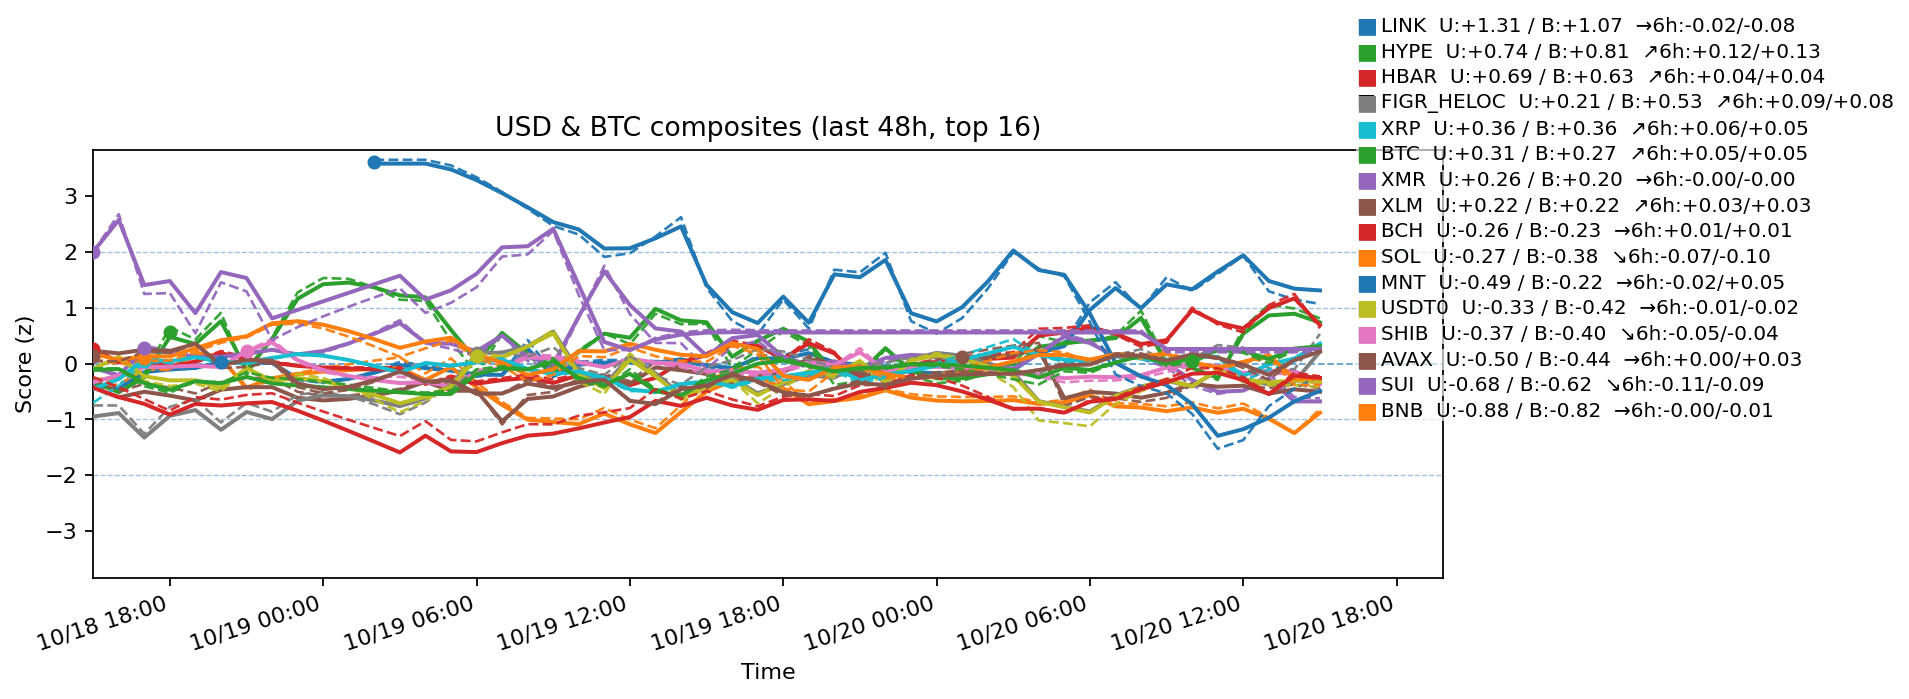 LINK  U:+1.31 / B:+1.07  →6h:-0.02/-0.08
HYPE  U:+0.74 / B:+0.81  ↗6h:+0.12/+0.13
HBAR  U:+0.69 / B:+0.63  ↗6h:+0.04/+0.04
FIGR_HELOC  U:+0.21 / B:+0.53  ↗6h:+0.09/+0.08
XRP  U:+0.36 / B:+0.36  ↗6h:+0.06/+0.05
BTC  U:+0.31 / B:+0.27  ↗6h:+0.05/+0.05
XMR  U:+0.26 / B:+0.20  →6h:-0.00/-0.00
XLM  U:+0.22 / B:+0.22  ↗6h:+0.03/+0.03
BCH  U:-0.26 / B:-0.23  →6h:+0.01/+0.01
SOL  U:-0.27 / B:-0.38  ↘6h:-0.07/-0.10
MNT  U:-0.49 / B:-0.22  →6h:-0.02/+0.05
USDT0  U:-0.33 / B:-0.42  →6h:-0.01/-0.02
SHIB  U:-0.37 / B:-0.40  ↘6h:-0.05/-0.04
AVAX  U:-0.50 / B:-0.44  →6h:+0.00/+0.03
SUI  U:-0.68 / B:-0.62  ↘6h:-0.11/-0.09
BNB  U:-0.88 / B:-0.82  →6h:-0.00/-0.01
USD & BTC composites (last 48h, top 16)
Score (z)
3
2
1
0
−1
−2
−3
10/18 18:00
10/19 00:00
10/19 06:00
10/19 12:00
10/19 18:00
10/20 00:00
10/20 06:00
10/20 12:00
10/20 18:00
Time